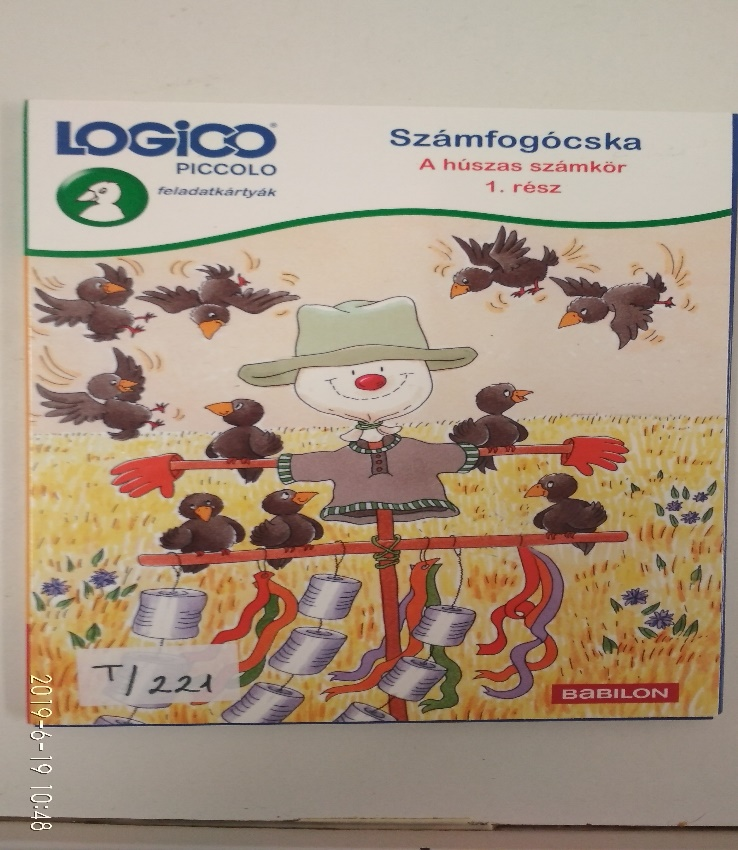 LOGiCO
PICCOLO
feladatkártyák
Számfogócska
A húszas számkör
1. rész
T/221
BABILON
2019-6-19 10:48